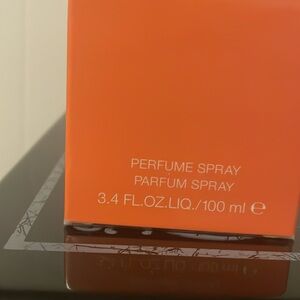 PERFUME SPRAY
PARFUM SPRAY
3.4 FL.OZ.LIQ./100 ml ℮